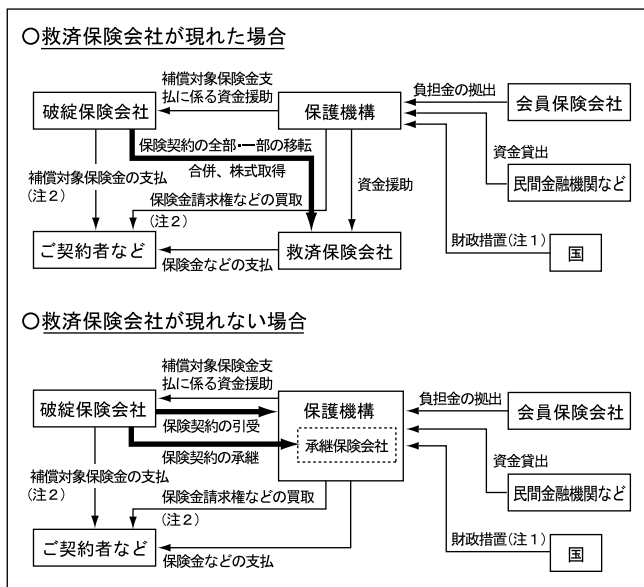 ○救済保険会社が現れた場合
補償対象保険金支
払に係る資金援助
負担金の拠出
破綻保険会社
保護機構
会員保険会社
保険契約の全部・一部の移転
合併、株式取得
資金貸出
補償対象保険金の支払
(注2)
保険金請求権などの買取
(注2)
資金援助
民間金融機関など
財政措置(注1)
ご契約者など
救済保険会社
国
保険金などの支払
○救済保険会社が現れない場合
補償対象保険金支
払に係る資金援助
負担金の拠出
破綻保険会社
保護機構
会員保険会社
保険契約の引受
承継保険会社
保険契約の承継
資金貸出
補償対象保険金の支払
(注2)
保険金請求権などの買取
(注2)
民間金融機関など
財政措置(注1)
ご契約者など
国
保険金などの支払